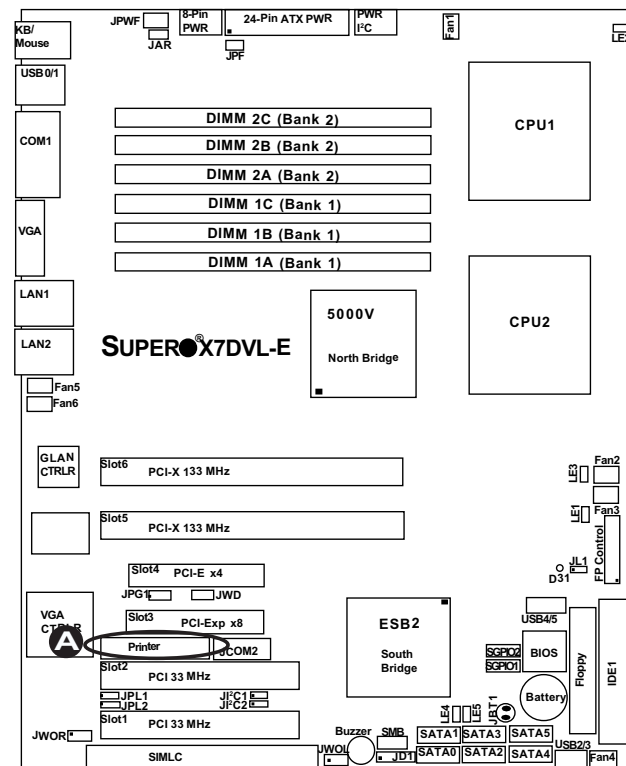 KB/
Mouse
JPWF
JAR
8-Pin
PWR
24-Pin ATX PWR
JPF
PWR
I²C
Fan1
USB0/1
COM1
VGA
LAN1
LAN2
Fan5
Fan6
DIMM 2C (Bank 2)
DIMM 2B (Bank 2)
DIMM 2A (Bank 2)
DIMM 1C (Bank 1)
DIMM 1B (Bank 1)
DIMM 1A (Bank 1)
CPU1
CPU2
5000V
North Bridge
SUPER®X7DVL-E
GLAN
CTRLR
Slot6
PCI-X 133 MHz
Slot5
PCI-X 133 MHz
Slot4
PCI-E x4
JPG1
JWD
VGA
CTRLR
A
Slot3
PCI-Exp x8
Printer
JCOM2
Slot2
PCI 33 MHz
JPL1
JPL2
JI²C1
JI²C2
Slot1
PCI 33 MHz
JWOR
SIMLC
JWOL
Buzzer
SMB
JD1
ESB2
South
Bridge
LE4
LE5
JBT1
SATA1
SATA3
SATA5
SATA0
SATA2
SATA4
USB2/3
Fan4
Fan2
LE3
Fan3
LE1
FP Control
JL1
D31
USB4/5
SGPIO2
SGPIO1
BIOS
Battery
Floppy
IDE1